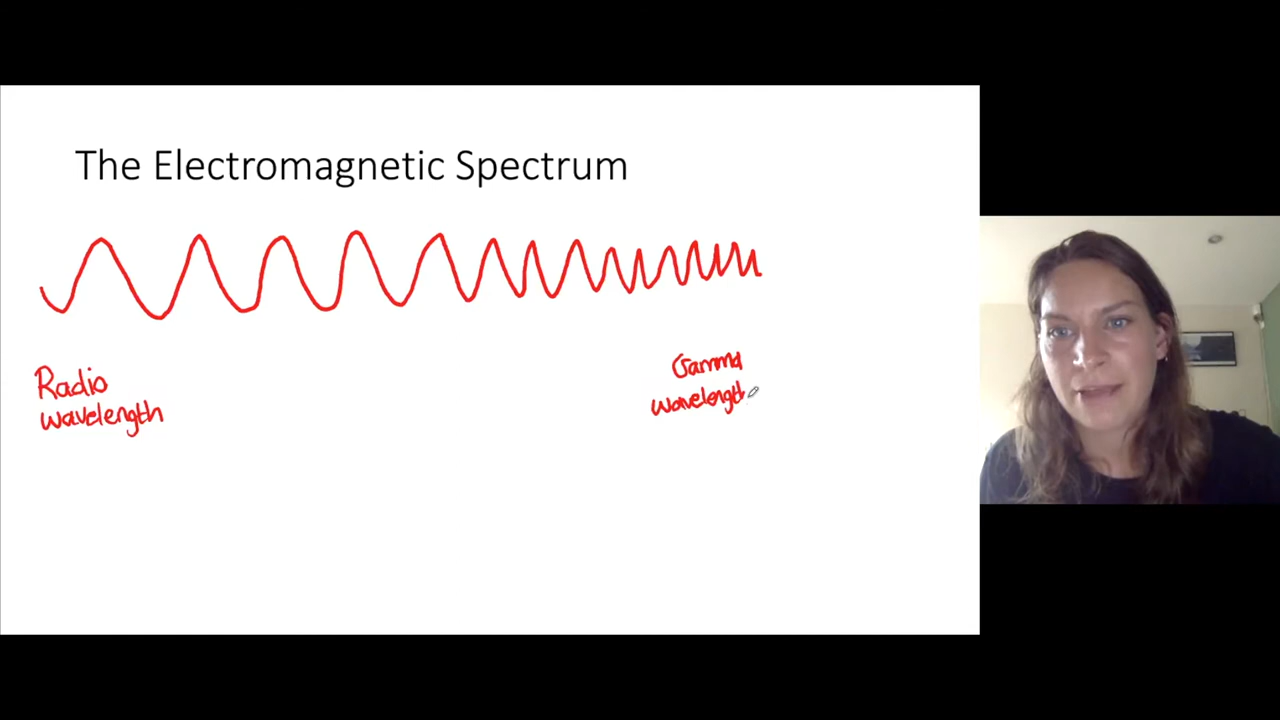 The Electromagnetic Spectrum
Radio
wavelength
Gamma
wavelength